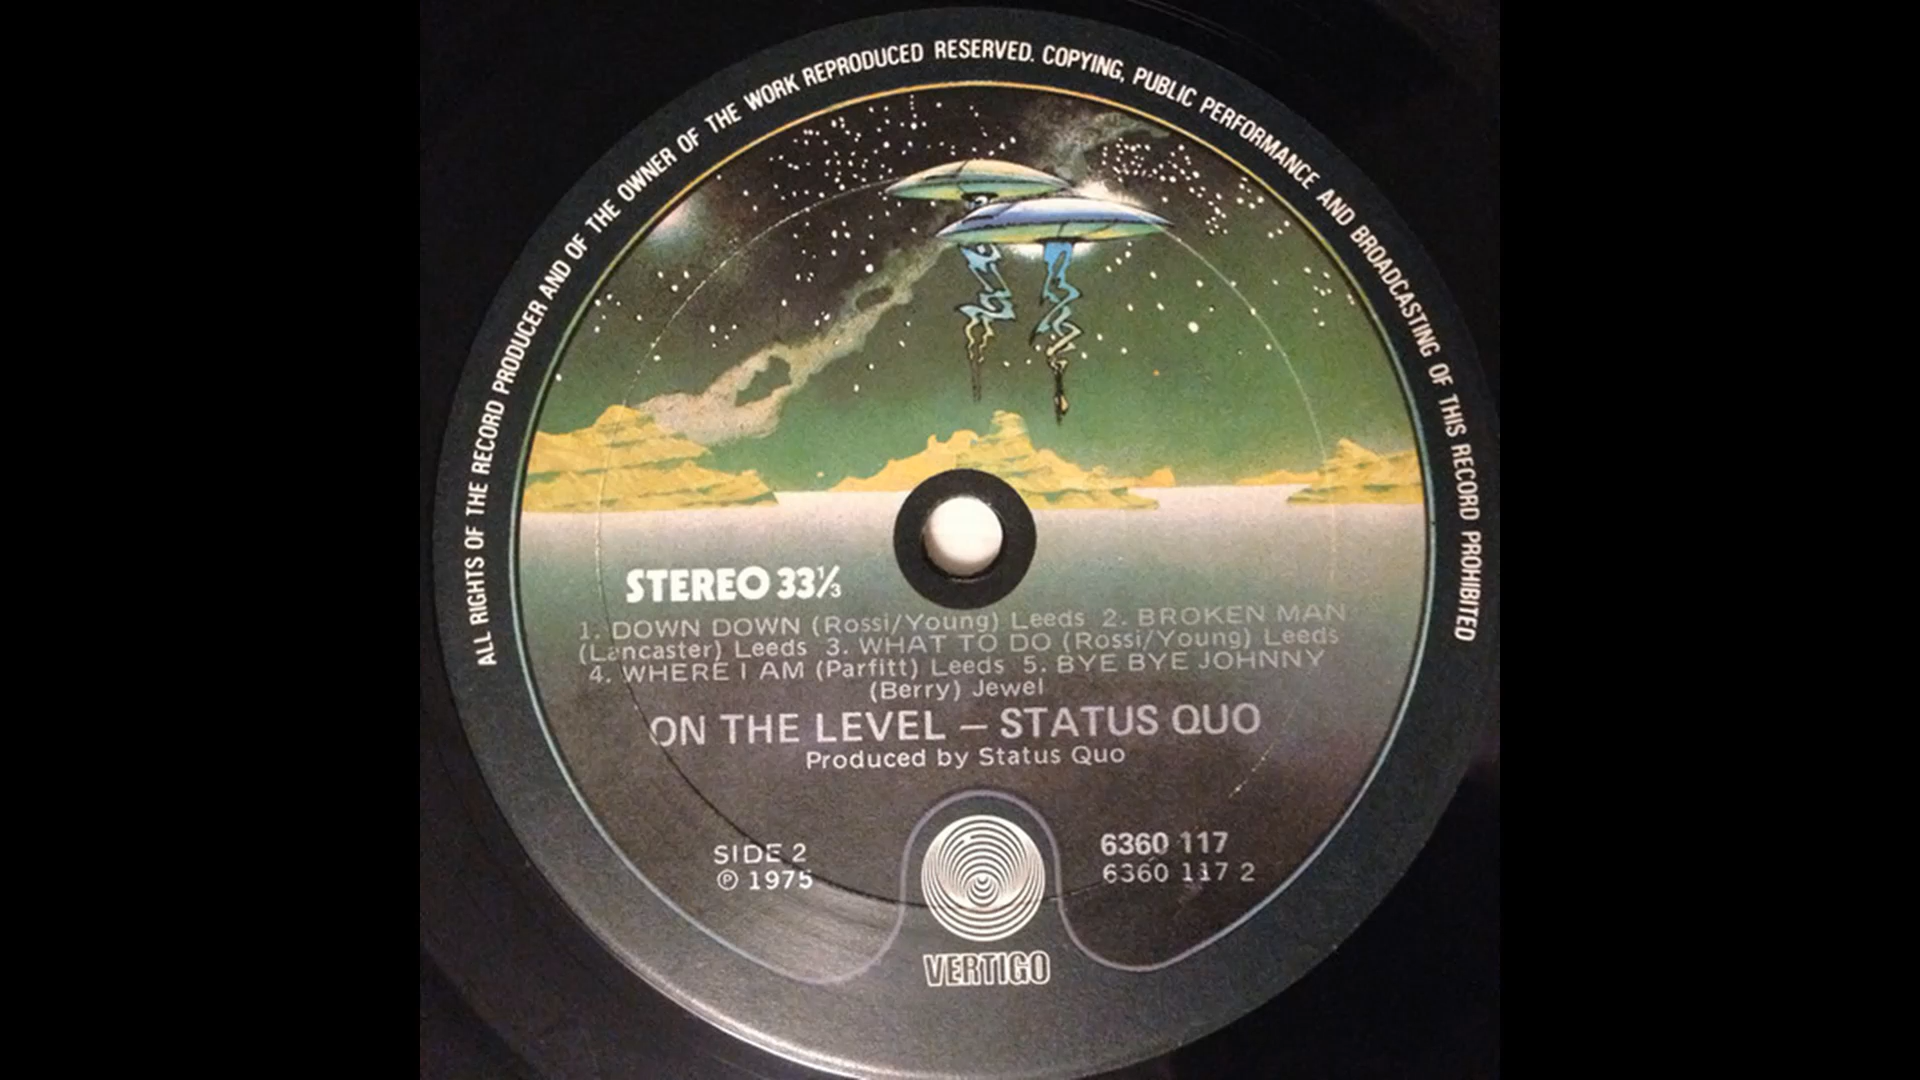 ALL RIGHTS OF THE RECORD PRODUCER AND OF THE OWNER OF THE WORK REPRODUCED RESERVED. COPYING, PUBLIC PERFORMANCE AND BROADCASTING OF THIS RECORD PROHIBITED
STEREO 33⅓
1. DOWN DOWN (Rossi/Young) Leeds 2. BROKEN MAN
(Lancaster) Leeds 3. WHAT TO DO (Rossi/Young) Leeds
4. WHERE I AM (Parfitt) Leeds 5. BYE BYE JOHNNY
(Berry) Jewel
ON THE LEVEL – STATUS QUO
Produced by Status Quo
SIDE 2
℗ 1975
6360 117
6360 117 2
VERTIGO